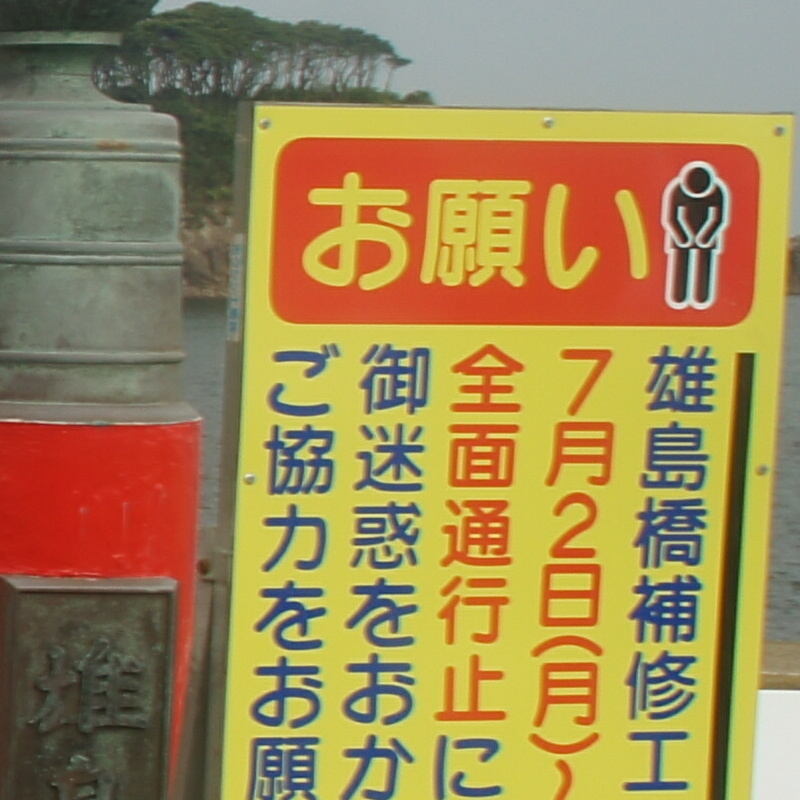 お願い
雄島橋補修工
7月2日(月)
全面通行止に
御迷惑をおか
ご協力をお願
雄
島